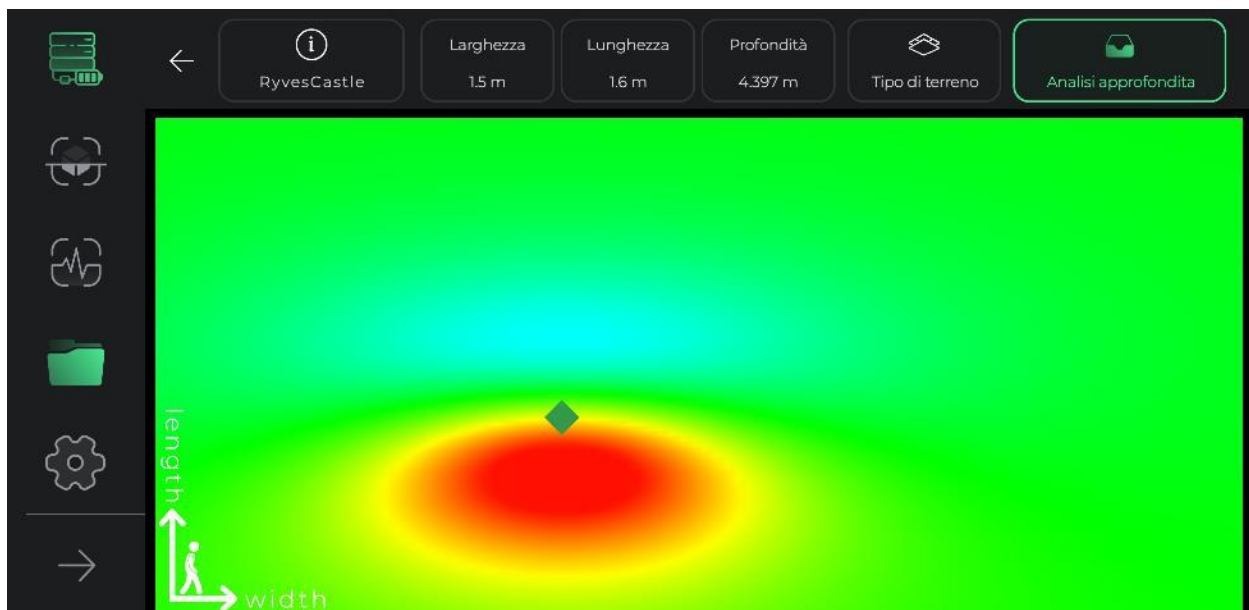 RyvesCastle
Larghezza
1.5 m
Lunghezza
1.6 m
Profondità
4.397 m
Tipo di terreno
Analisi approfondita
length
width